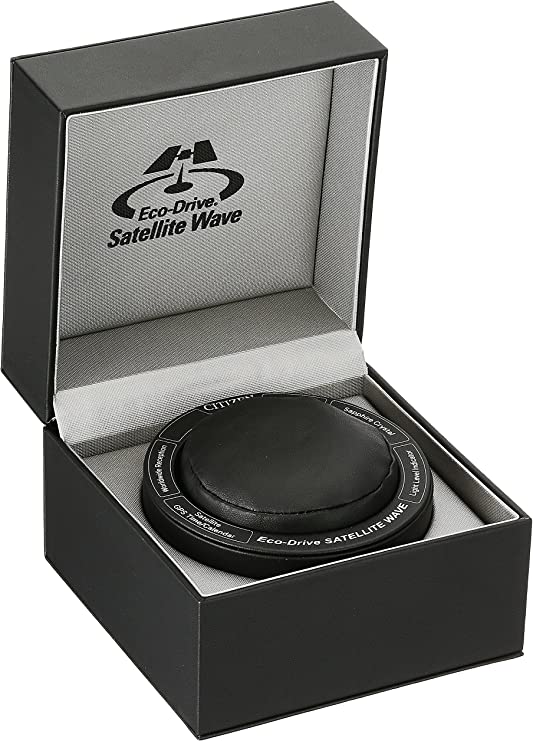 Eco-Drive.
Satellite Wave
CITIZEN
Sapphire Crystal
Worldwide Reception
Light Level Indicator
Satellite
GPS Time/Calendar
Eco-Drive SATELLITE WAVE